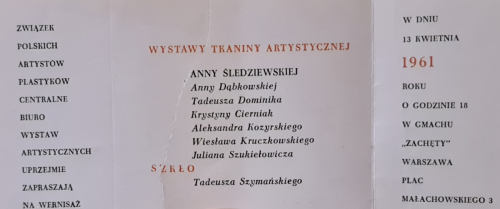 ZWIĄZEK
POLSKICH
ARTYSTÓW
PLASTYKÓW
CENTRALNE
BIURO
WYSTAW
ARTYSTYCZNYCH
UPRZEJMIE
ZAPRASZAJĄ
NA WERNISAŻ
WYSTAWY TKANINY ARTYSTYCZNEJ
ANNY ŚLEDZIEWSKIEJ
Anny Dąbkowskiej
Tadeusza Dominika
Krystyny Cierniak
Aleksandra Kozyrskiego
Wiesława Kruczkowskiego
Juliana Szukiełowicza
SZKŁO
Tadeusza Szymańskiego
W DNIU
13 KWIETNIA
1961
ROKU
O GODZINIE 18
W GMACHU
„ZACHĘTY"
WARSZAWA
PLAC
MAŁACHOWSKIEGO 3